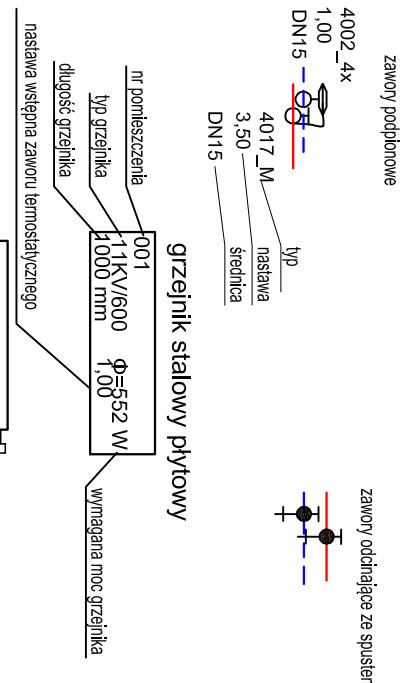 zawory podpionowe
4002_4x
1,00
DN15
4017_M
3,50
DN15
typ
nastawa
średnica
zawory odcinające ze spustem
grzejnik stalowy płytowy
nr pomieszczenia
typ grzejnika
długość grzejnika
nastawa wstępna zaworu termostatycznego
001
11KV/600 Φ=552 W
1000 mm 1,00
wymagana moc grzejnika